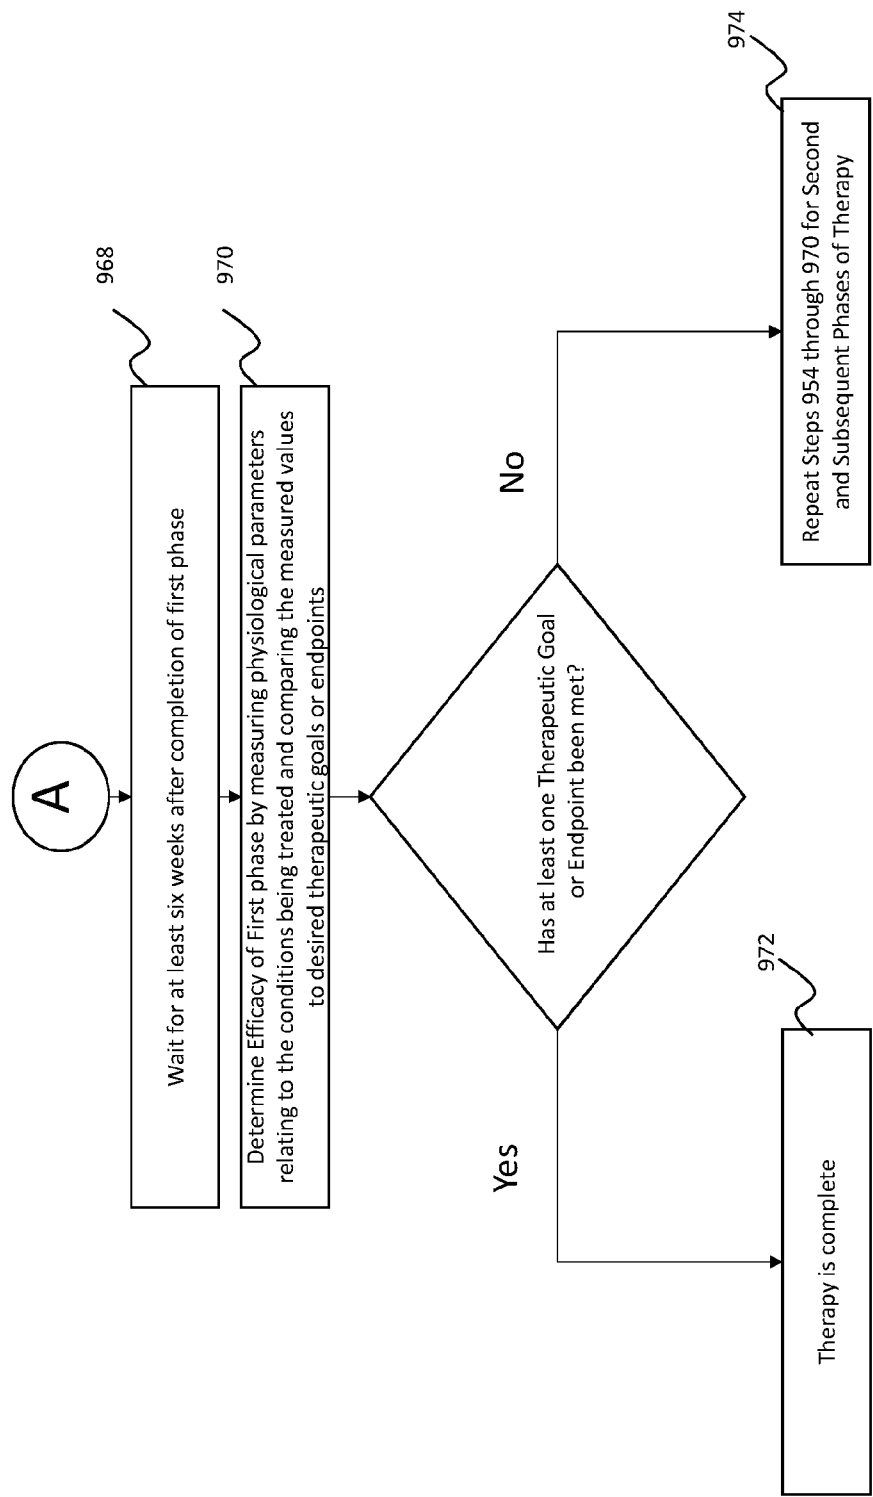 A
968
Wait for at least six weeks after completion of first phase
970
Determine Efficacy of First phase by measuring physiological parameters
relating to the conditions being treated and comparing the measured values
to desired therapeutic goals or endpoints
Has at least one Therapeutic Goal
or Endpoint been met?
Yes
No
972
Therapy is complete
974
Repeat Steps 954 through 970 for Second
and Subsequent Phases of Therapy